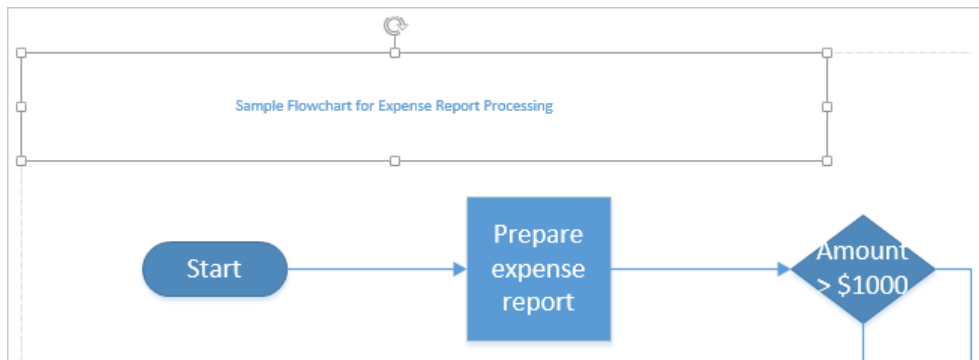 Sample Flowchart for Expense Report Processing
Start
Prepare
expense
report
Amount
> $1000